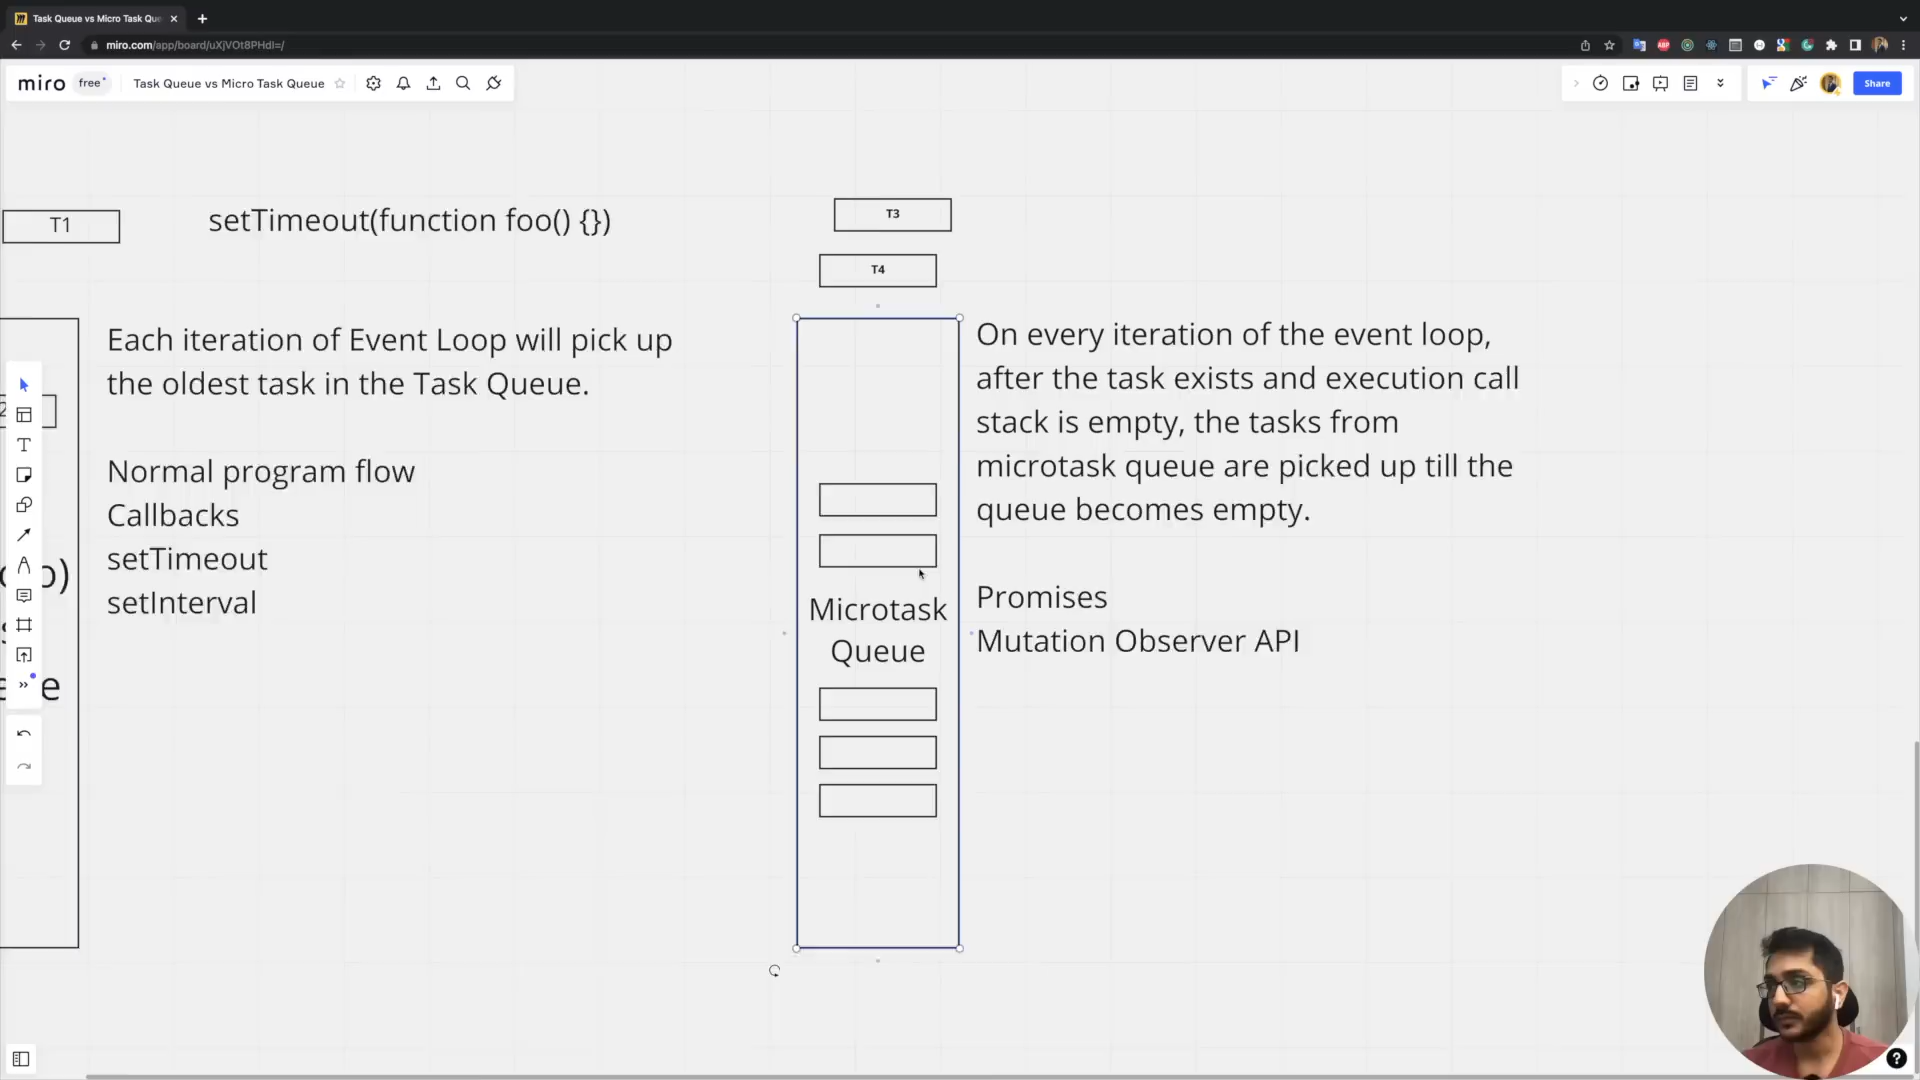 Task Queue vs Micro Task Que
miro.com/app/board/uXjVOt8PHdI=/
miro free Task Queue vs Micro Task Queue
Share
T1
setTimeout(function foo() {})
T3
T4
Each iteration of Event Loop will pick up
the oldest task in the Task Queue.
Normal program flow
Callbacks
setTimeout
setInterval
On every iteration of the event loop,
after the task exists and execution call
stack is empty, the tasks from
microtask queue are picked up till the
queue becomes empty.
Microtask
Queue
Promises
Mutation Observer API